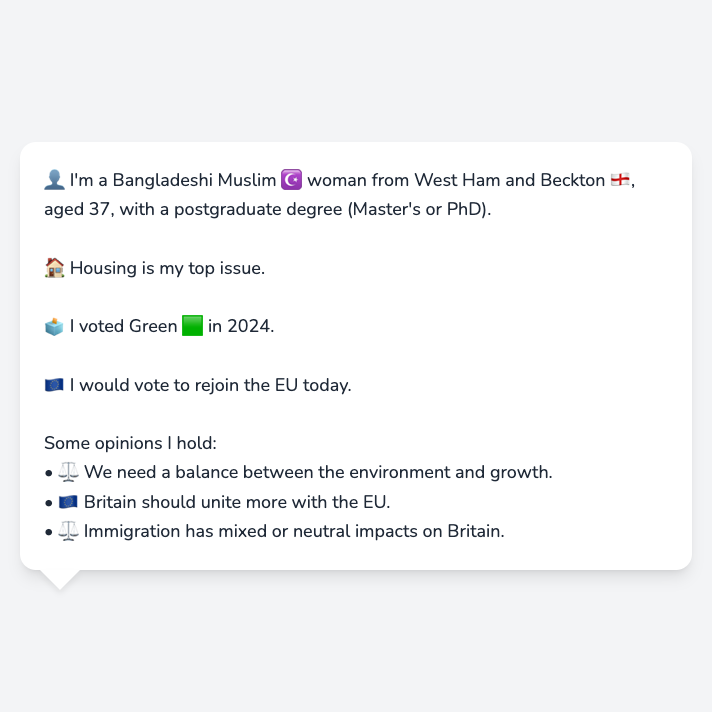 👤 I'm a Bangladeshi Muslim ☪️ woman from West Ham and Beckton 🏴󠁧󠁢󠁥󠁮󠁧󠁿,
aged 37, with a postgraduate degree (Master's or PhD).
🏠 Housing is my top issue.
🗳️ I voted Green 🟩 in 2024.
🇪🇺 I would vote to rejoin the EU today.
Some opinions I hold:
• ⚖️ We need a balance between the environment and growth.
• 🇪🇺 Britain should unite more with the EU.
• ⚖️ Immigration has mixed or neutral impacts on Britain.